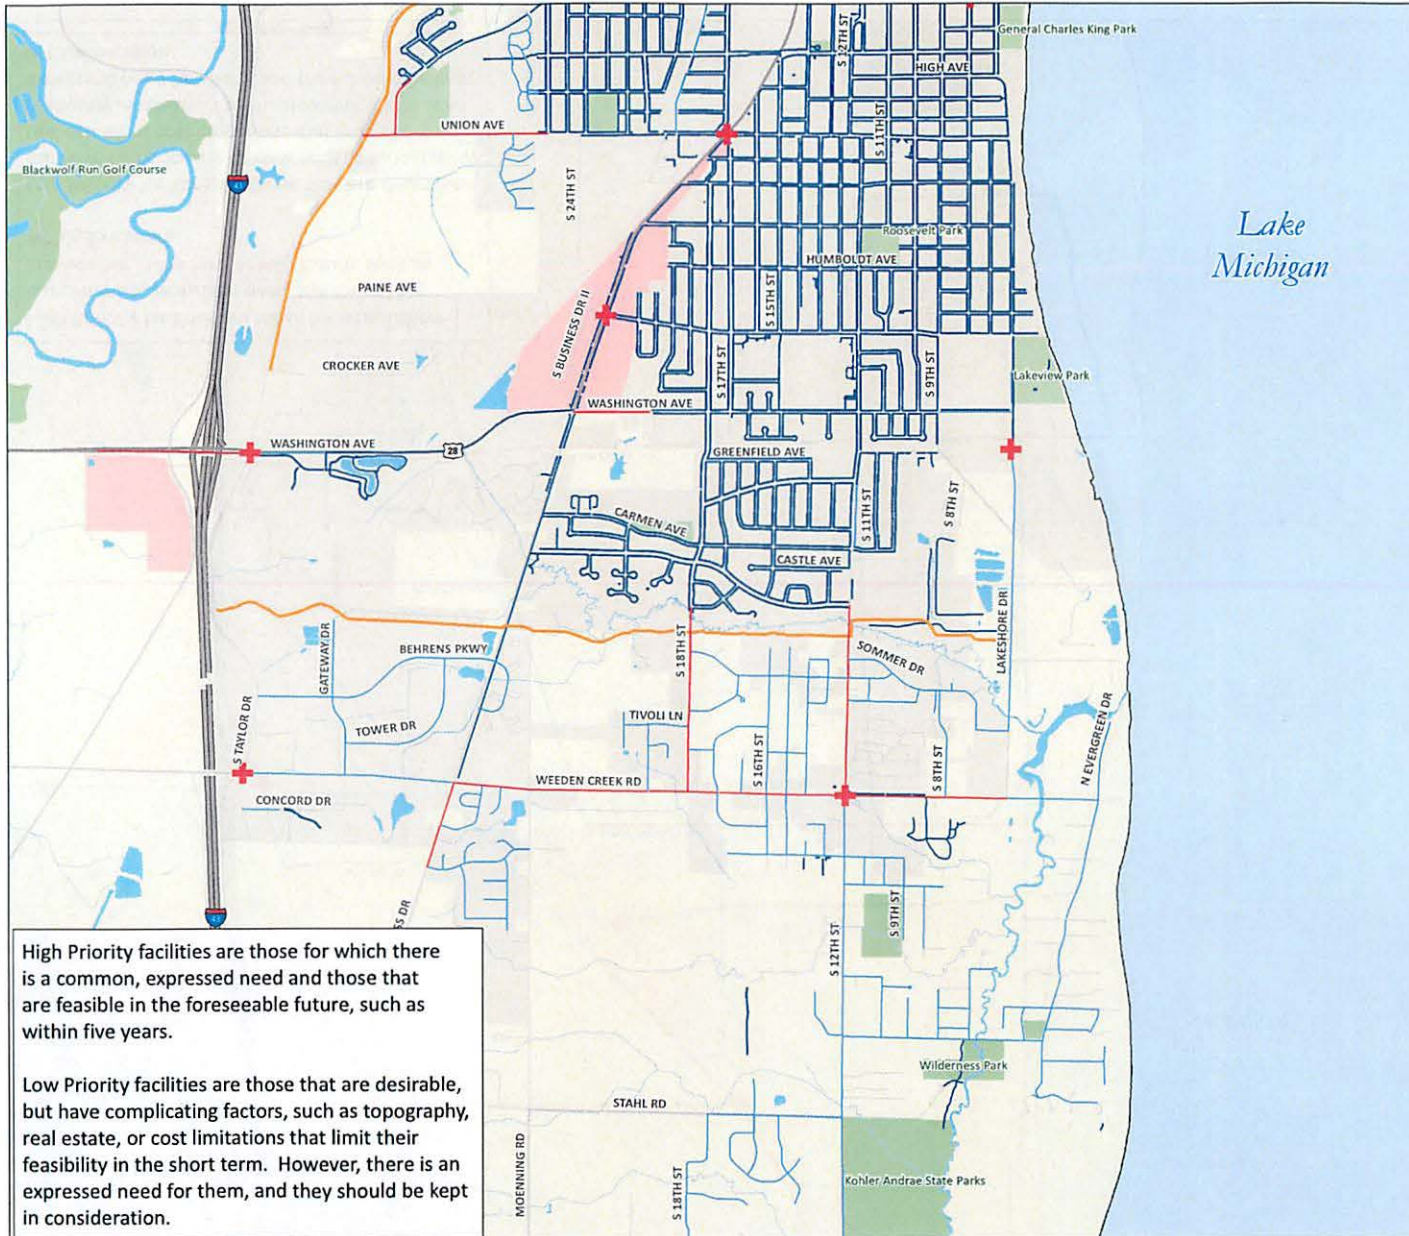 General Charles King Park
S 12TH ST
HIGH AVE
UNION AVE
S 11TH ST
Blackwolf Run Golf Course
43
S 24TH ST
Lake
Michigan
Roosevelt Park
HUMBOLDT AVE
PAINE AVE
S BUSINESS DR II
S 15TH ST
CROCKER AVE
S 17TH ST
S 9TH ST
Lakeview Park
WASHINGTON AVE
WASHINGTON AVE
28
GREENFIELD AVE
CARMEN AVE
S 11TH ST
S 8TH ST
CASTLE AVE
LAKESHORE DR
GATEWAY DR
BEHRENS PKWY
S 18TH ST
SOMMER DR
S TAYLOR DR
TOWER DR
TIVOLI LN
S 16TH ST
S 8TH ST
N EVERGREEN DR
WEEDEN CREEK RD
CONCORD DR
43
SS DR
S 9TH ST
S 12TH ST
High Priority facilities are those for which there
is a common, expressed need and those that
are feasible in the foreseeable future, such as
within five years.
Low Priority facilities are those that are desirable,
but have complicating factors, such as topography,
real estate, or cost limitations that limit their
feasibility in the short term.  However, there is an
expressed need for them, and they should be kept
in consideration.
Wilderness Park
STAHL RD
MOENNING RD
S 18TH ST
Kohler Andrae State Parks